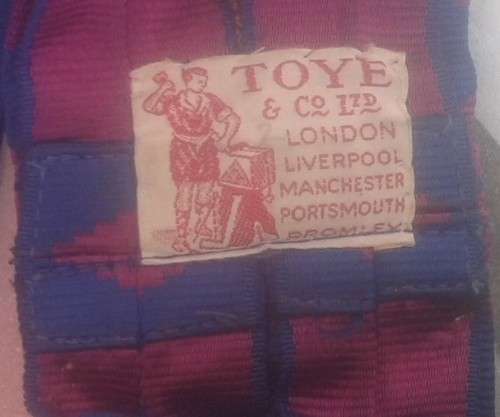 TOYE
& CO LTD
LONDON
LIVERPOOL
MANCHESTER
PORTSMOUTH
BROMLEY